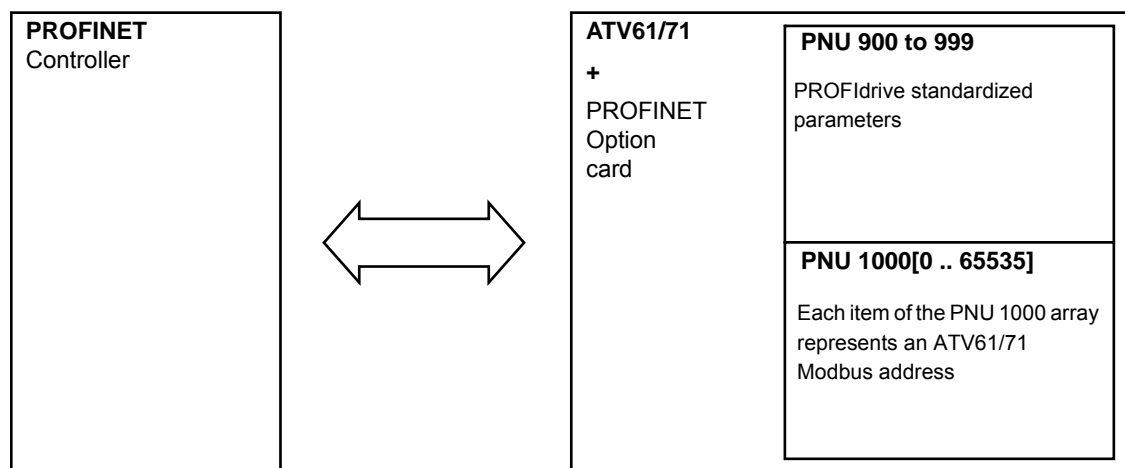 PROFINET
Controller
ATV61/71
+
PROFINET
Option
card
PNU 900 to 999
PROFIdrive standardized
parameters
PNU 1000[0 .. 65535]
Each item of the PNU 1000 array
represents an ATV61/71
Modbus address